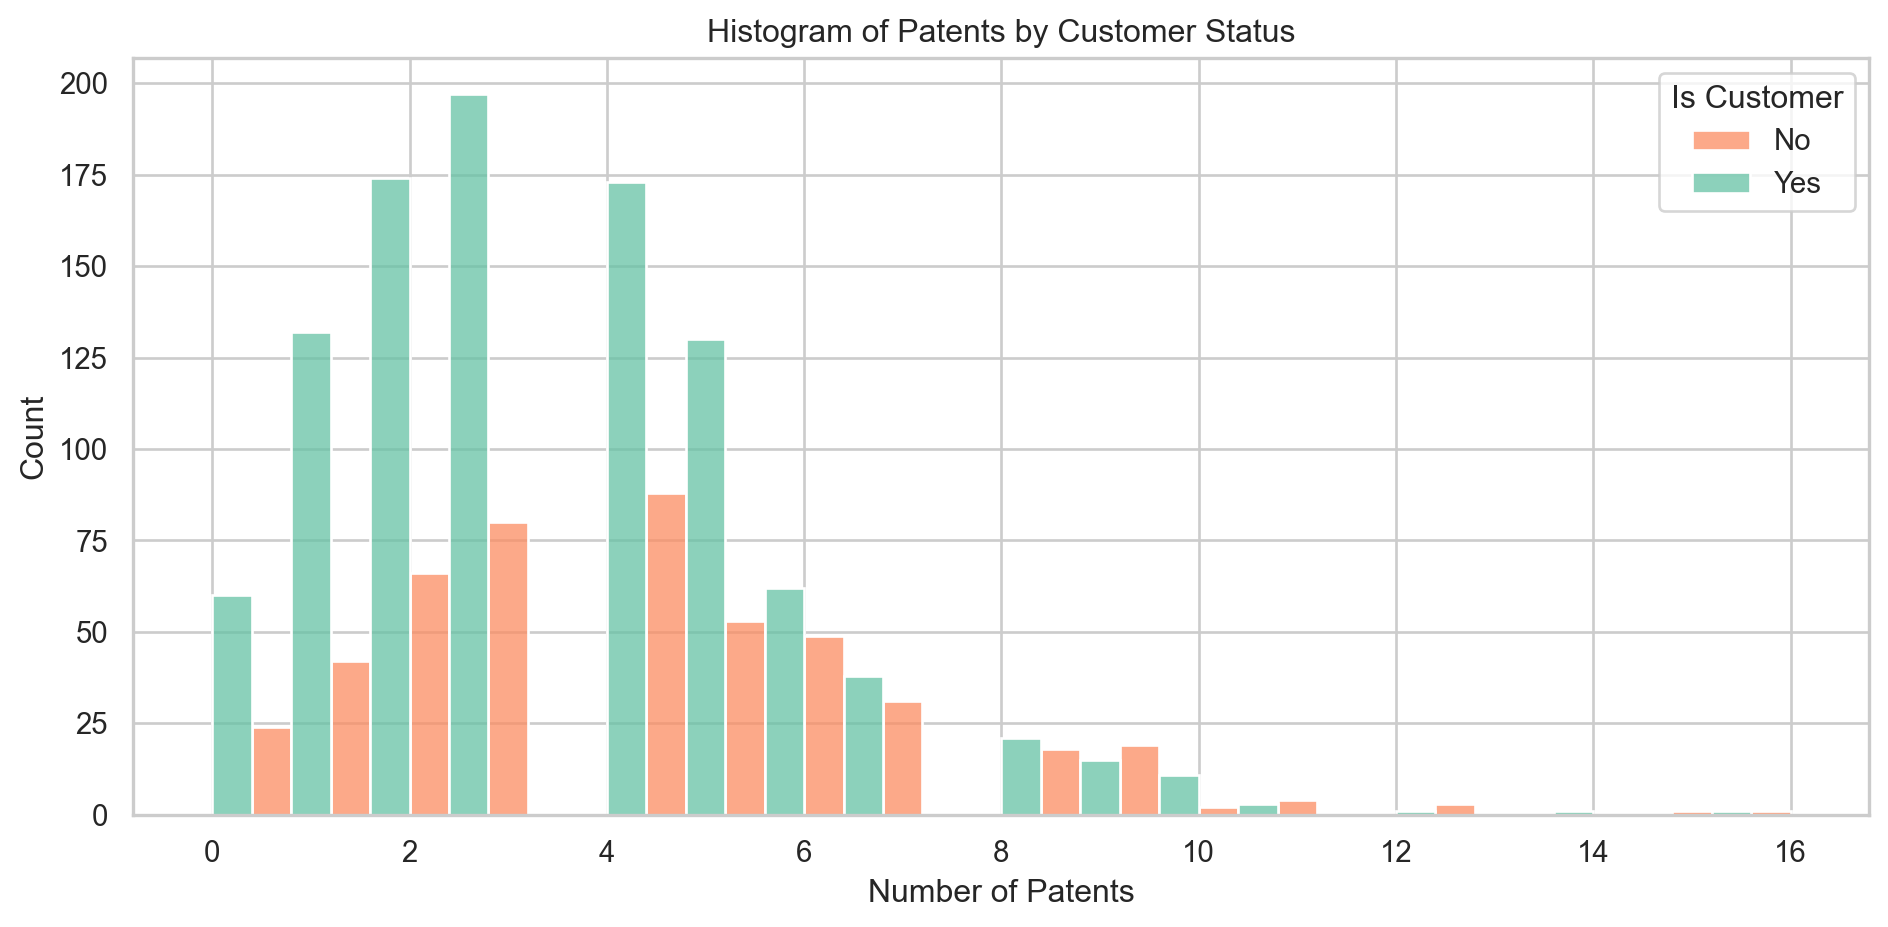 Histogram of Patents by Customer Status
Is Customer
No
Yes
Count
200
175
150
125
100
75
50
25
0
0 2 4 6 8 10 12 14 16
Number of Patents